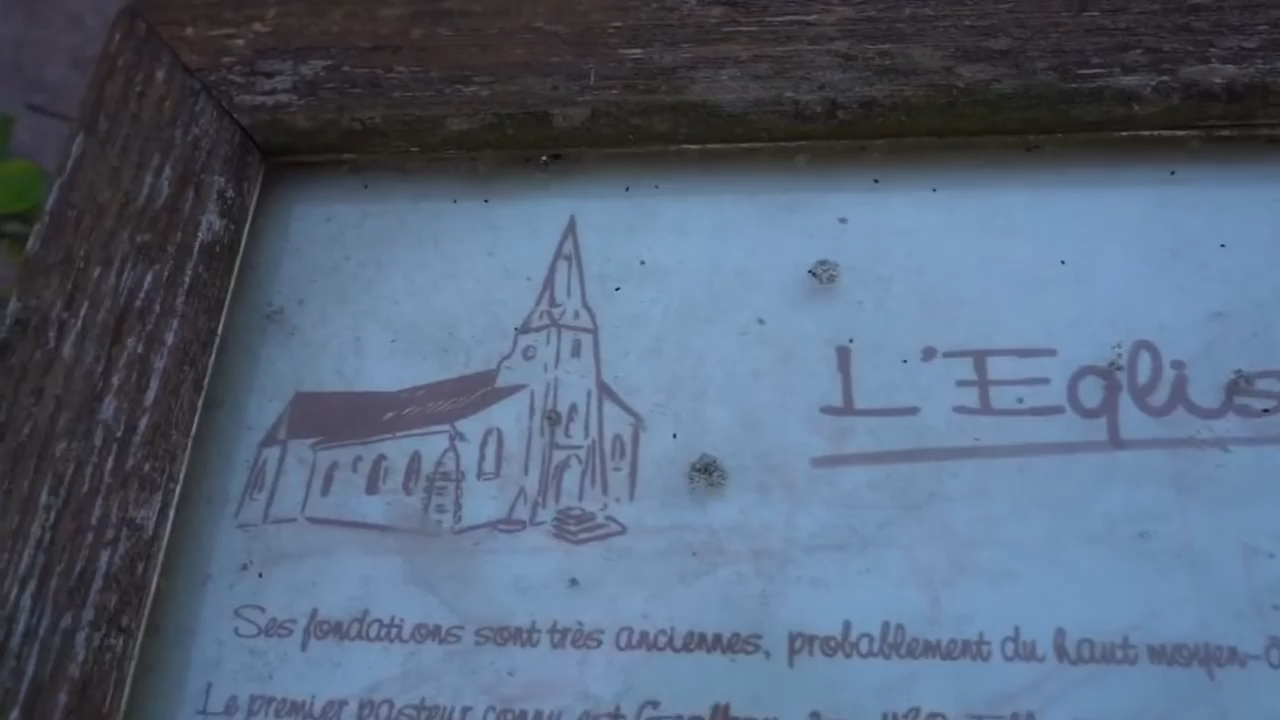 L'Eglis
Ses fondations sont très anciennes, probablement du haut moyen-
Le premier pasteur connu est